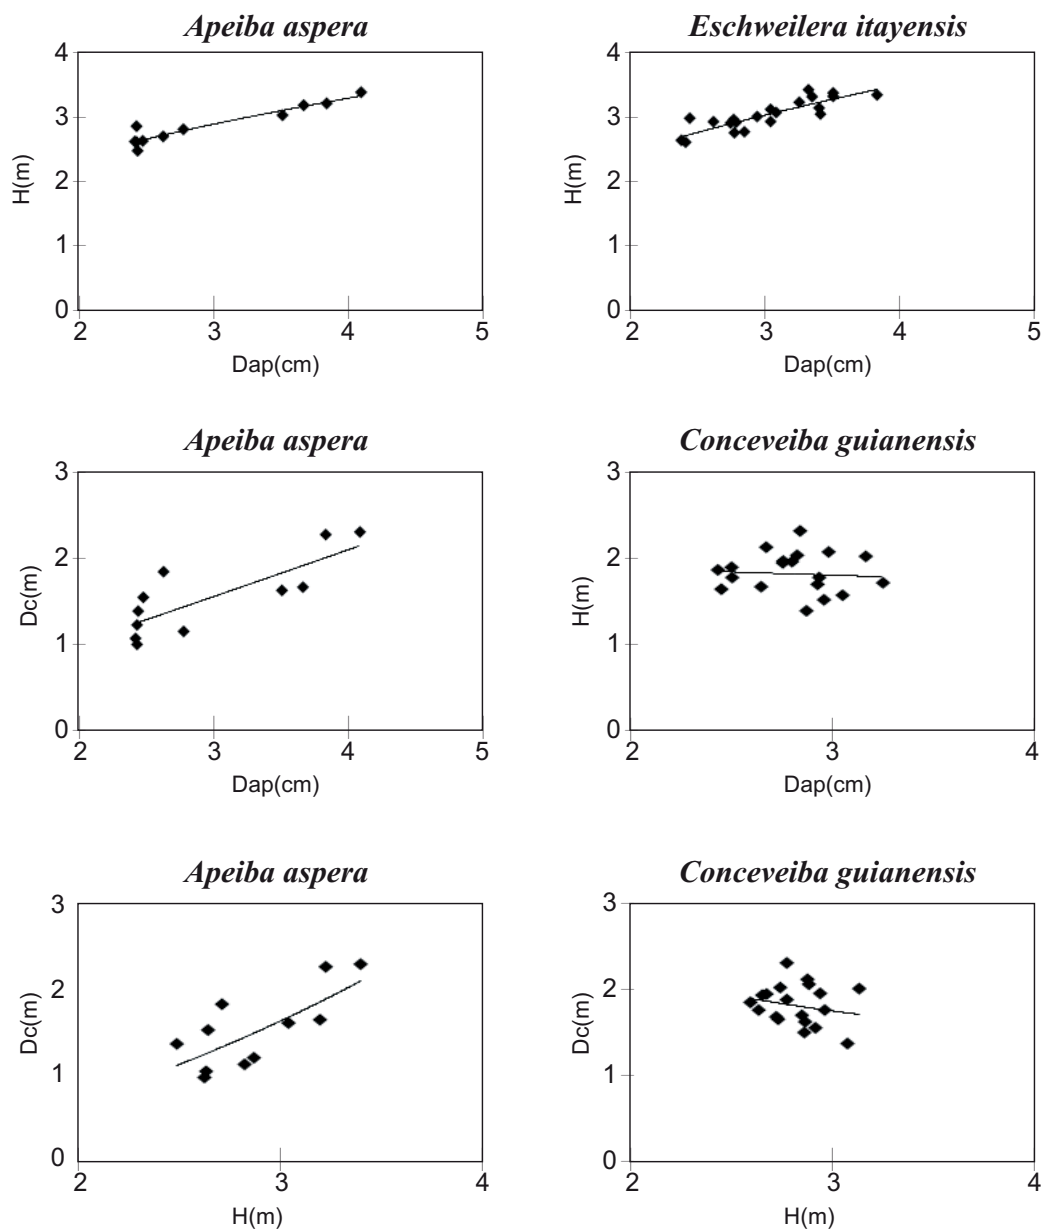 Apeiba aspera
4
3
2
1
0
H(m)
2 3 4 5
Dap(cm)
Eschweilera itayensis
4
3
2
1
0
H(m)
2 3 4 5
Dap(cm)
Apeiba aspera
3
2
1
0
Dc(m)
2 3 4 5
Dap(cm)
Conceveiba guianensis
3
2
1
0
H(m)
2 3 4
Dap(cm)
Apeiba aspera
3
2
1
0
Dc(m)
2 3 4
H(m)
Conceveiba guianensis
3
2
1
0
Dc(m)
2 3 4
H(m)